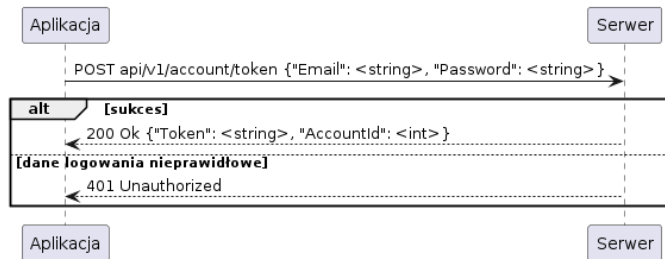 Aplikacja Serwer
POST api/v1/account/token {"Email": <string>, "Password": <string>}
alt [sukces]
200 Ok {"Token": <string>, "AccountId": <int>}
[dane logowania nieprawidłowe]
401 Unauthorized
Aplikacja Serwer